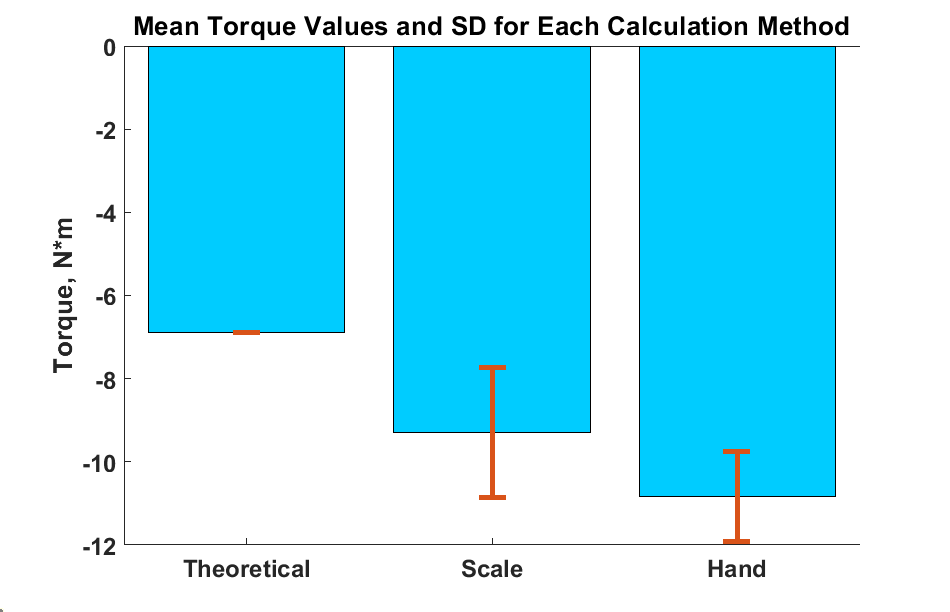 Mean Torque Values and SD for Each Calculation Method
0
-2
-4
-6
-8
-10
-12
Torque, N*m
Theoretical
Scale
Hand